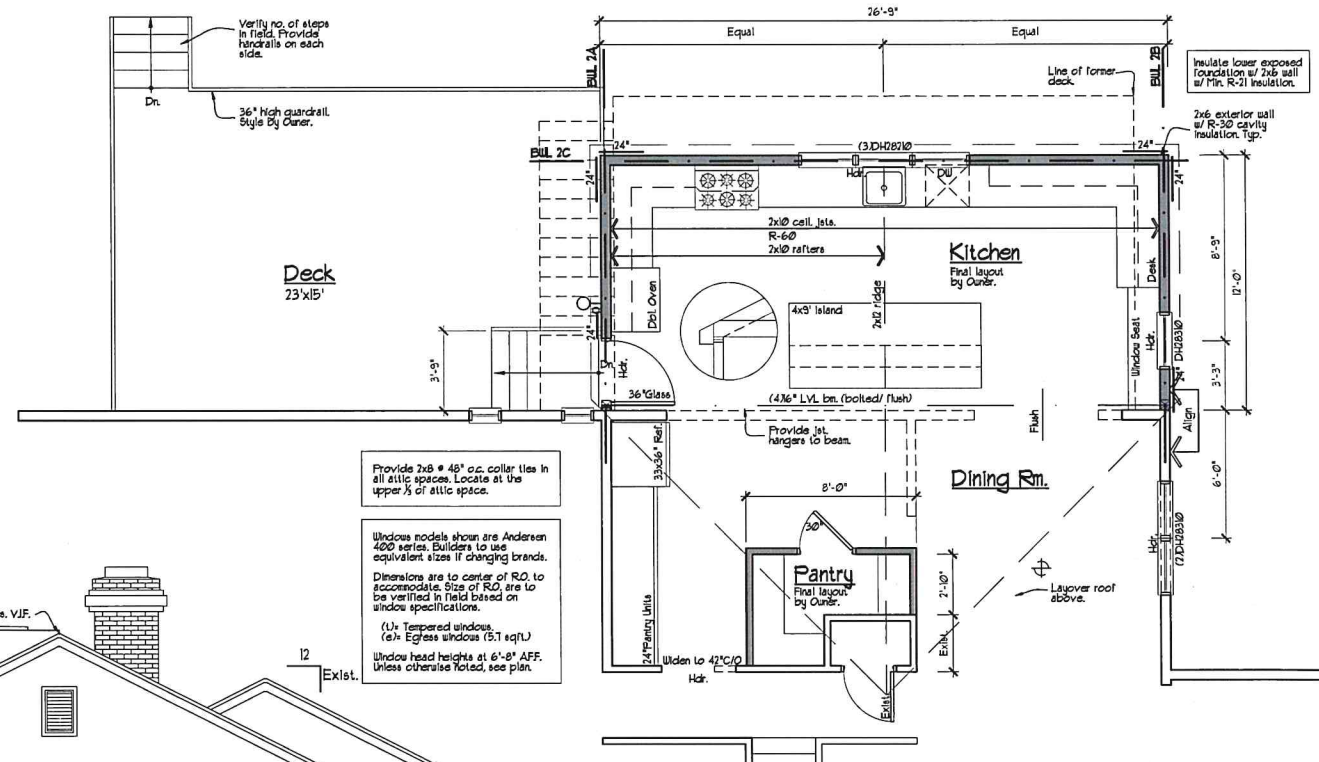 26'-9"
Equal
Equal
Verify no. of steps
in field. Provide
handrails on each
side.
Dn.
36" high guardrail.
Style By Owner.
BWL 2A
BWL 2B
Line of former
deck.
Insulate lower exposed
foundation w/ 2x6 wall
w/ Min. R-21 insulation.
2x6 exterior wall
w/ R-30 cavity
insulation. Typ.
BWL 2C
24"
24"
(3)DH28210
24"
24"
Hdr.
DW
2x10 ceil. jsts.
R-60
2x10 rafters
Kitchen
Final layout
by Owner.
Desk
8'-9"
12'-0"
Deck
23'x15'
Dbl. Oven
4x9' island
2x12 ridge
Window Seat
Hdr.
DH28310
24"
Dn.
Hdr.
3'-9"
24"
3'-3"
36" Glass
(4)16" LVL bm. (bolted/ flush)
Flush
Align
Provide jst.
hangers to beam.
33x36" Ref.
Dining Rm.
6'-0"
Provide 2x8 @ 48" o.c. collar ties in
all attic spaces. Locate at the
upper ⅓ of attic space.
8'-0"
30"
Hdr.
(2)DH28310
Windows models shown are Andersen
400 series. Builders to use
equivalent sizes if changing brands.
Dimensions are to center of R.O. to
accommodate. Size of R.O. are to
be verified in field based on
window specifications.
(t)= Tempered windows.
(e)= Egress windows (5.7 sqft.)
Window head heights at 6'-8" AFF.
Unless otherwise noted, see plan.
Pantry
Final layout
by Owner.
2'-10"
Layover roof
above.
24" Pantry Units
Exist.
Widen to 42"C/O
Hdr.
Exist.
s. V.I.F.
12
Exist.